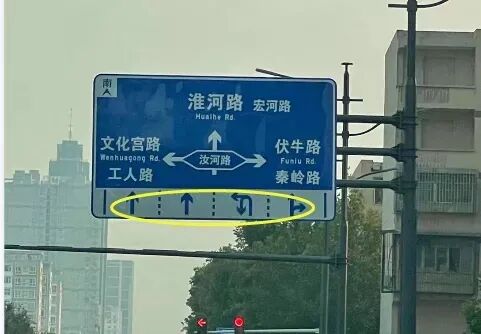 南
淮河路 宏河路
Huaihe Rd.
文化宫路
Wenhuagong Rd.
工人路
汝河路
伏牛路
Funiu Rd.
秦岭路